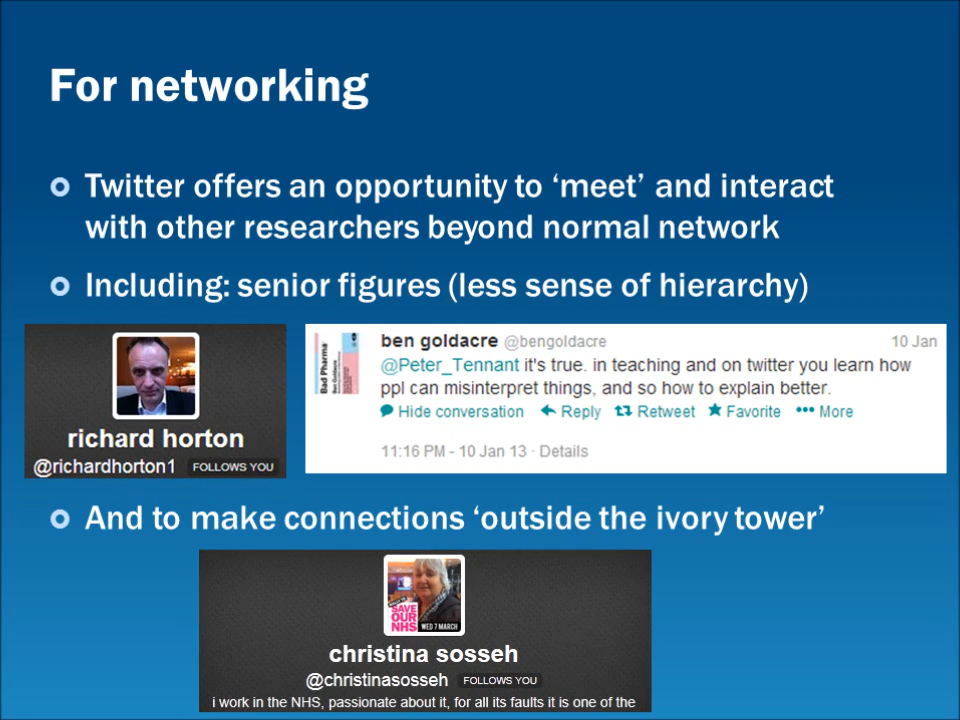 For networking
Twitter offers an opportunity to ‘meet’ and interact
with other researchers beyond normal network
Including: senior figures (less sense of hierarchy)
richard horton
@richardhorton1 FOLLOWS YOU
Bad Pharma
Ben Goldacre
ben goldacre @bengoldacre 10 Jan
@Peter_Tennant it's true. in teaching and on twitter you learn how
ppl can misinterpret things, and so how to explain better.
Hide conversation Reply Retweet Favorite ••• More
11:16 PM - 10 Jan 13 · Details
And to make connections ‘outside the ivory tower’
SAVE
OUR
NHS
WED 7 MARCH
christina sosseh
@christinasosseh FOLLOWS YOU
i work in the NHS, passionate about it, for all its faults it is one of the